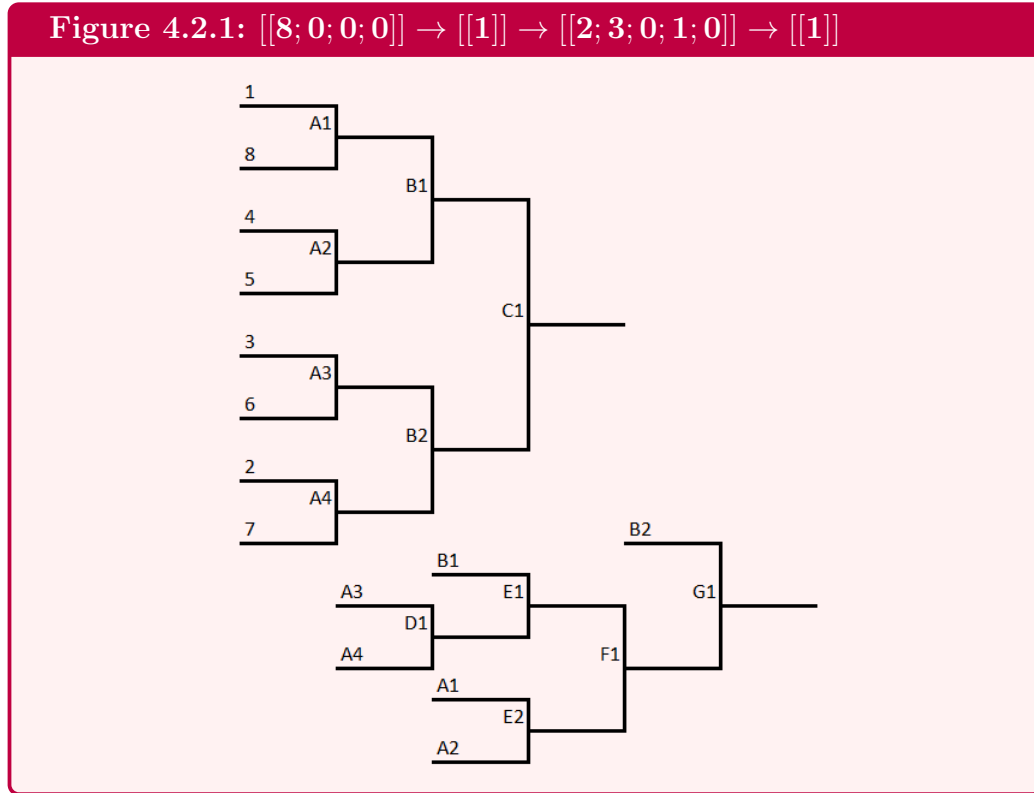 Figure 4.2.1: [[8; 0; 0; 0]] → [[1]] → [[2; 3; 0; 1; 0]] → [[1]]
1
A1
8
B1
4
A2
5
C1
3
A3
6
B2
2
A4
7
B2
B1
A3
E1
G1
D1
A4
F1
A1
E2
A2